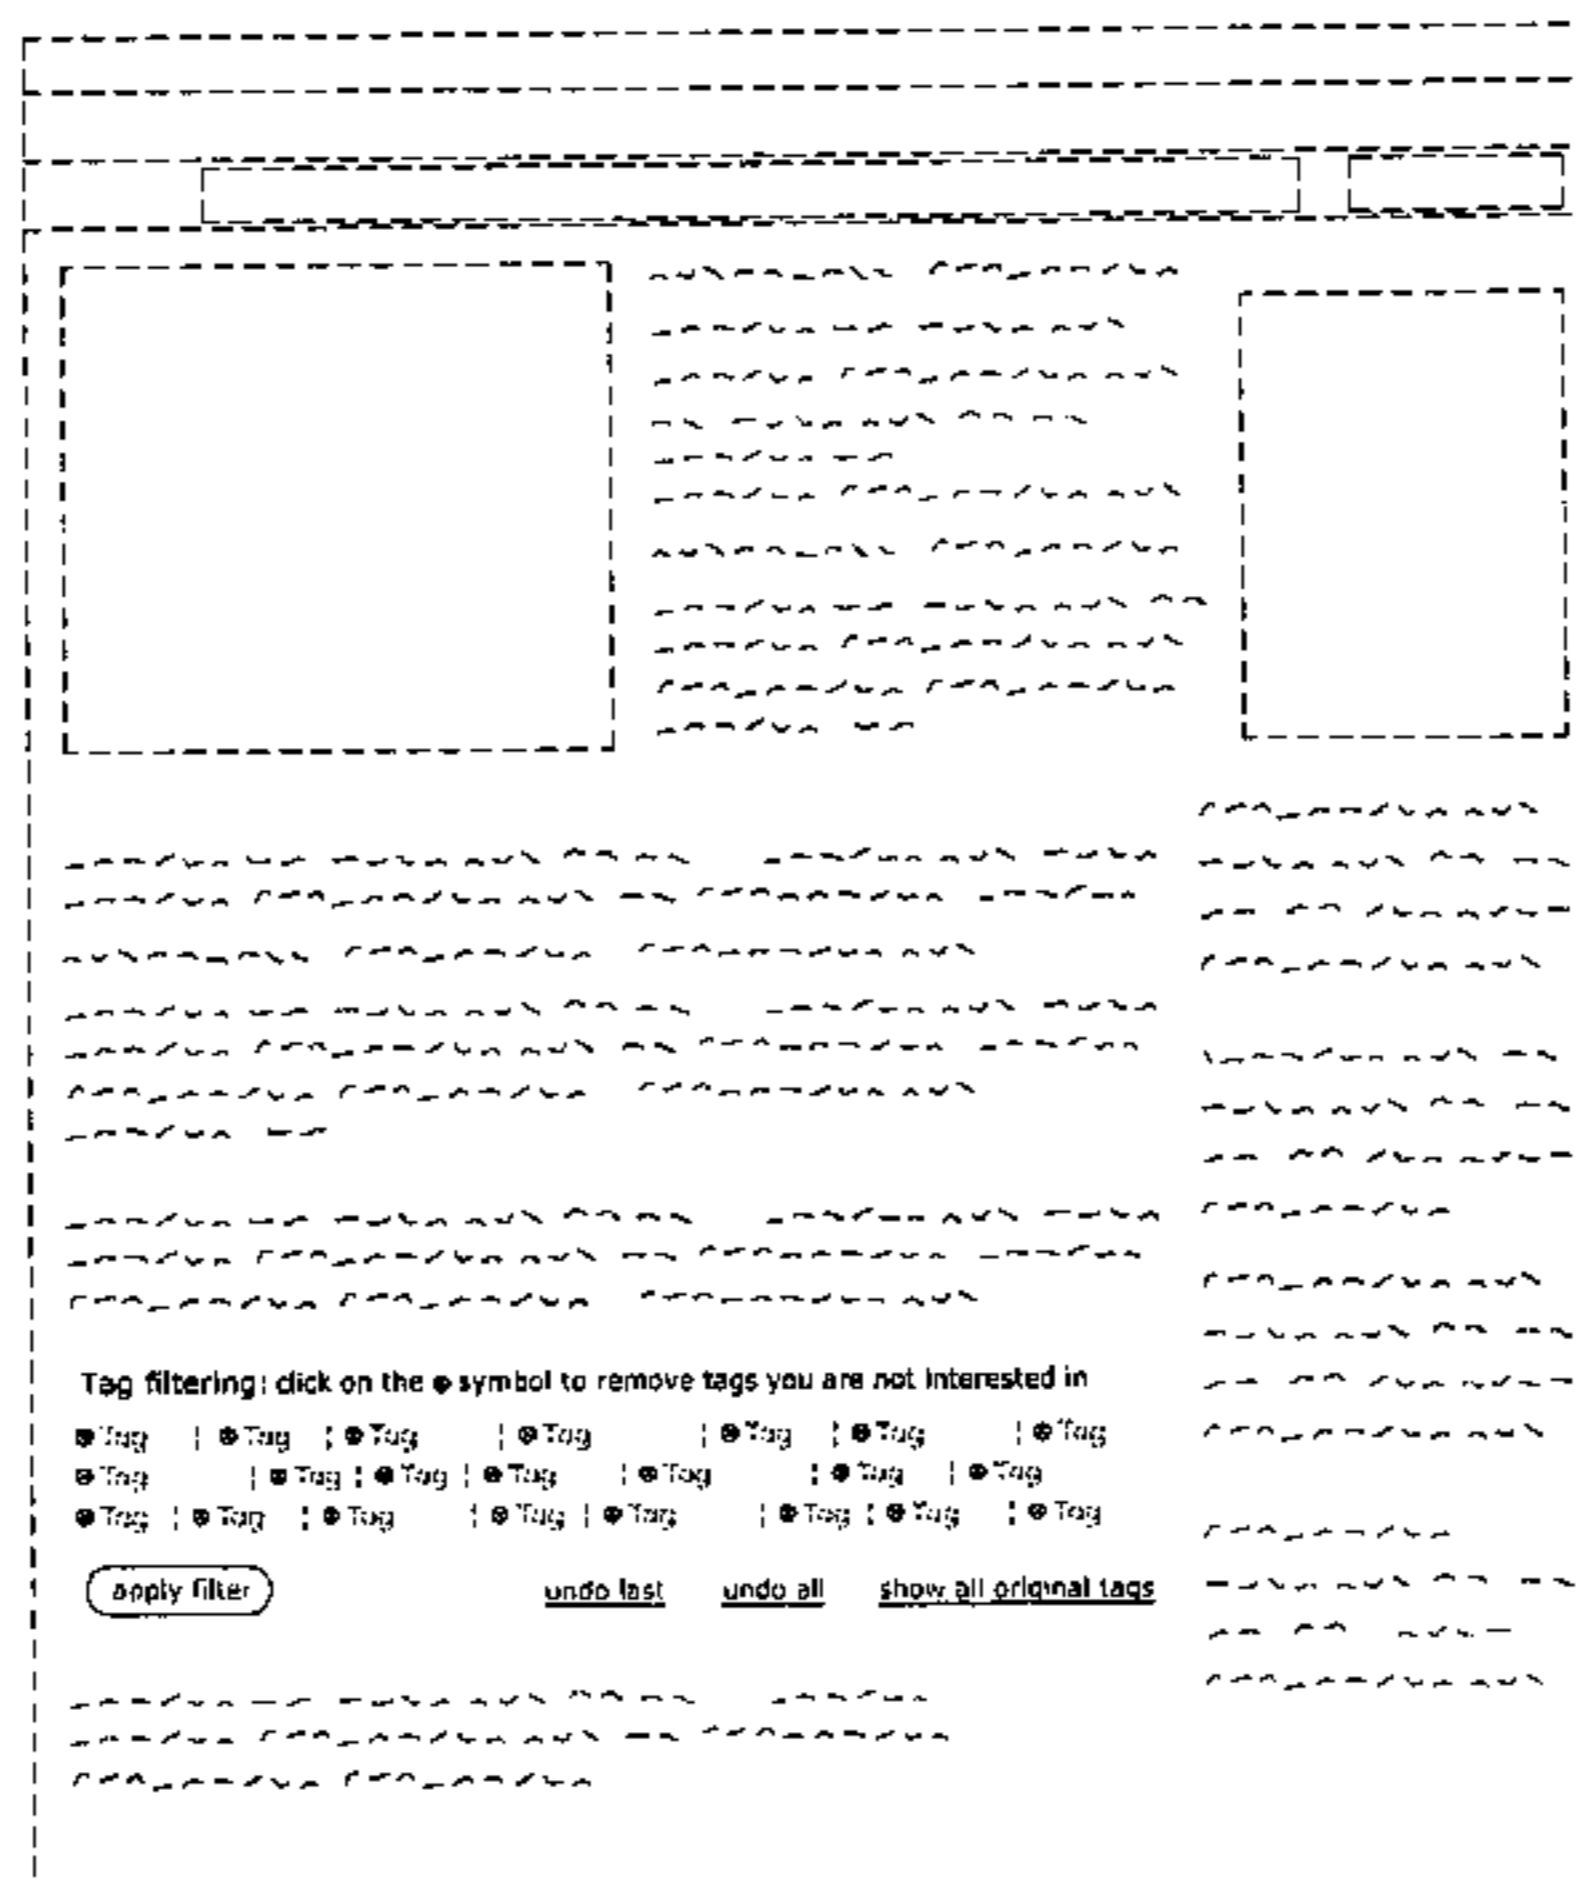 Tag filtering: click on the ● symbol to remove tags you are not interested in
⊗ Tag | ⊗ Tag | ⊗ Tag | ⊗ Tag | ⊗ Tag | ⊗ Tag | ⊗ Tag
⊗ Tag | ⊗ Tag | ⊗ Tag | ⊗ Tag | ⊗ Tag | ⊗ Tag | ⊗ Tag
⊗ Tag | ⊗ Tag | ⊗ Tag | ⊗ Tag | ⊗ Tag | ⊗ Tag | ⊗ Tag | ⊗ Tag
apply filter undo last undo all show all original tags